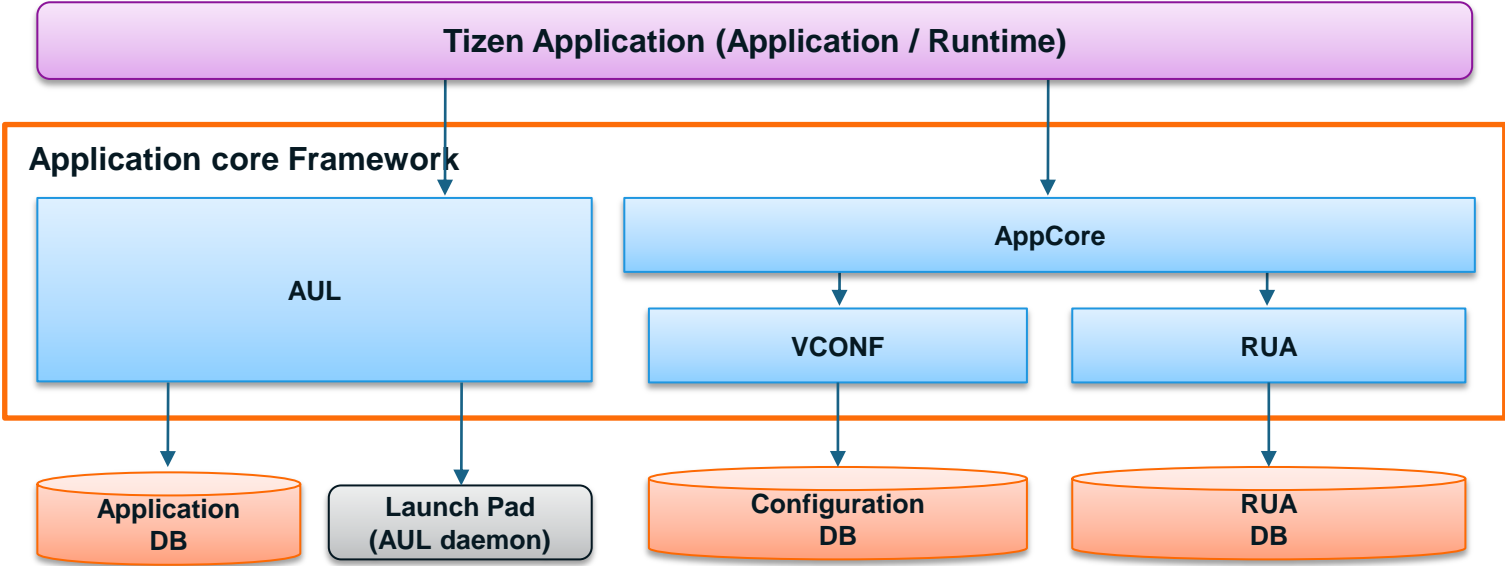 Tizen Application (Application / Runtime)
Application core Framework
AUL
AppCore
VCONF
RUA
Application
DB
Launch Pad
(AUL daemon)
Configuration
DB
RUA
DB